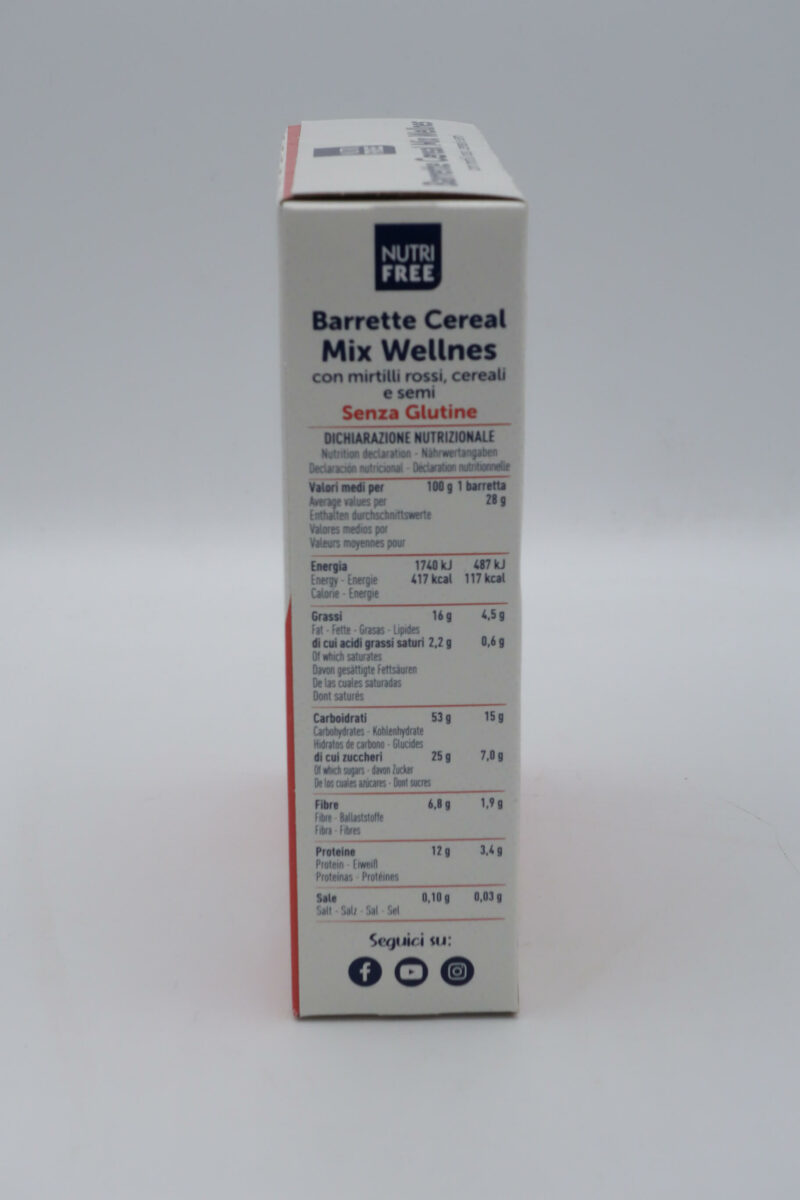 Barrette Cereal Mix Wellnes
NUTRI
FREE
Barrette Cereal
Mix Wellnes
con mirtilli rossi, cereali
e semi
Senza Glutine
DICHIARAZIONE NUTRIZIONALE
Nutrition declaration - Nährwertangaben
Declaración nutricional - Déclaration nutritionnelle
Valori medi per 100 g 1 barretta
Average values per 28 g
Enthalten durchschnittswerte
Valores medios por
Valeurs moyennes pour
Energia 1740 kJ 487 kJ
Energy - Energie 417 kcal 117 kcal
Calorie - Energie
Grassi 16 g 4,5 g
Fat - Fette - Grasas - Lipides
di cui acidi grassi saturi 2,2 g 0,6 g
Of which saturates
Davon gesättigte Fettsäuren
De las cuales saturadas
Dont saturés
Carboidrati 53 g 15 g
Carbohydrates - Kohlenhydrate
Hidratos de carbono - Glucides
di cui zuccheri 25 g 7,0 g
Of which sugars - davon Zucker
De los cuales azúcares - Dont sucres
Fibre 6,8 g 1,9 g
Fibre - Ballaststoffe
Fibra - Fibres
Proteine 12 g 3,4 g
Protein - Eiweiß
Proteínas - Protéines
Sale 0,10 g 0,03 g
Salt - Salz - Sal - Sel
Seguici su: